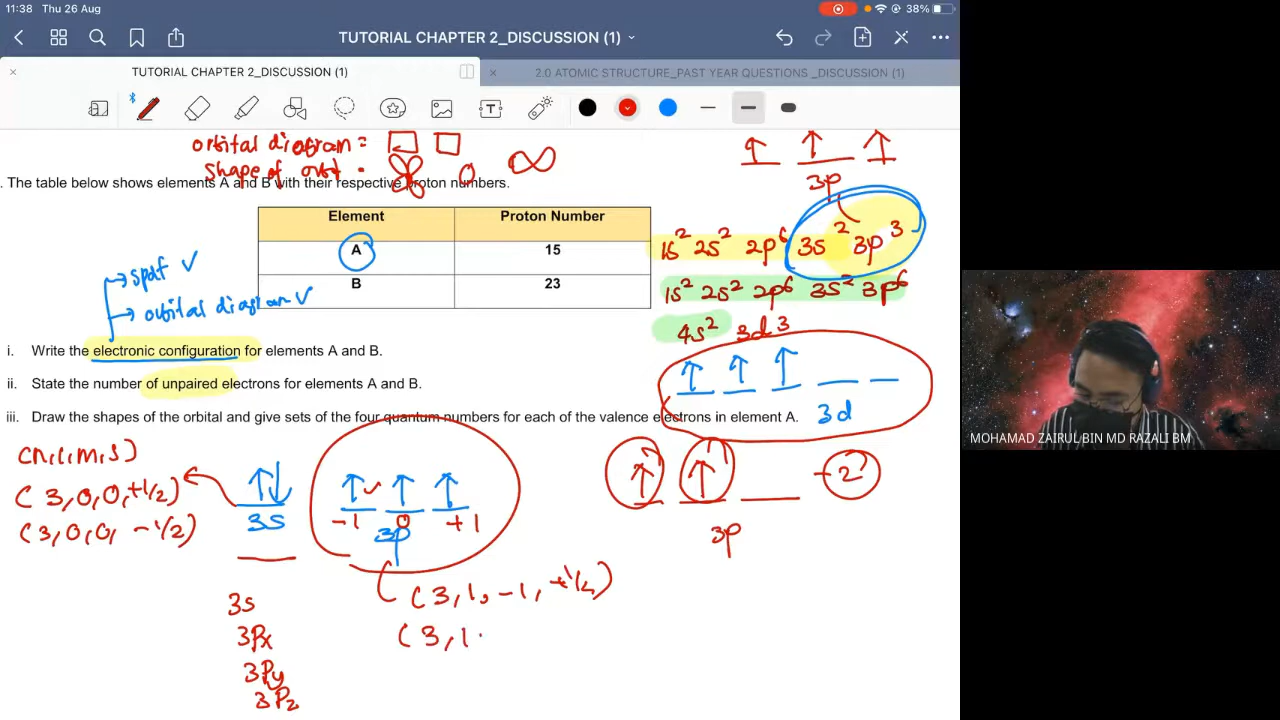 11:38 Thu 26 Aug
38%
TUTORIAL CHAPTER 2_DISCUSSION (1)
TUTORIAL CHAPTER 2_DISCUSSION (1)
2.0 ATOMIC STRUCTURE_PAST YEAR QUESTIONS _DISCUSSION (1)
orbital diagram =
shape of orbit
3p
. The table below shows elements A and B with their respective proton numbers.
Element Proton Number
A 15
B 23
1s² 2s² 2p⁶ 3s² 3p³
1s² 2s² 2p⁶ 3s² 3p⁶
4s² 3d³
→ spdf ✓
→ orbital diagram ✓
i. Write the electronic configuration for elements A and B.
ii. State the number of unpaired electrons for elements A and B.
iii. Draw the shapes of the orbital and give sets of the four quantum numbers for each of the valence electrons in element A.
3d
MOHAMAD ZAIRUL BIN MD RAZALI BM
(n,l,m,s)
(3,0,0,+1/2)
(3,0,0,-1/2)
3s
-1 0 +1
3p
-2
3p
(3,1,-1,+1/2)
(3,1
3s
3Px
3Py
3Pz